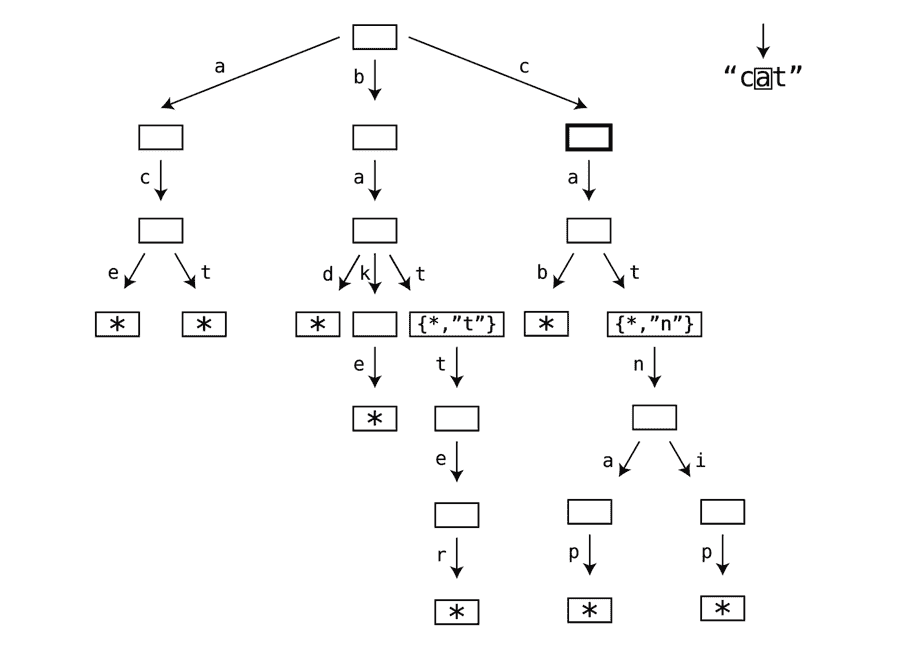 a b c
“cat”
c a a
e t d k t b t
* * * {*,”t”} * {*,”n”}
e t n
*
e a i
r p p
* * *